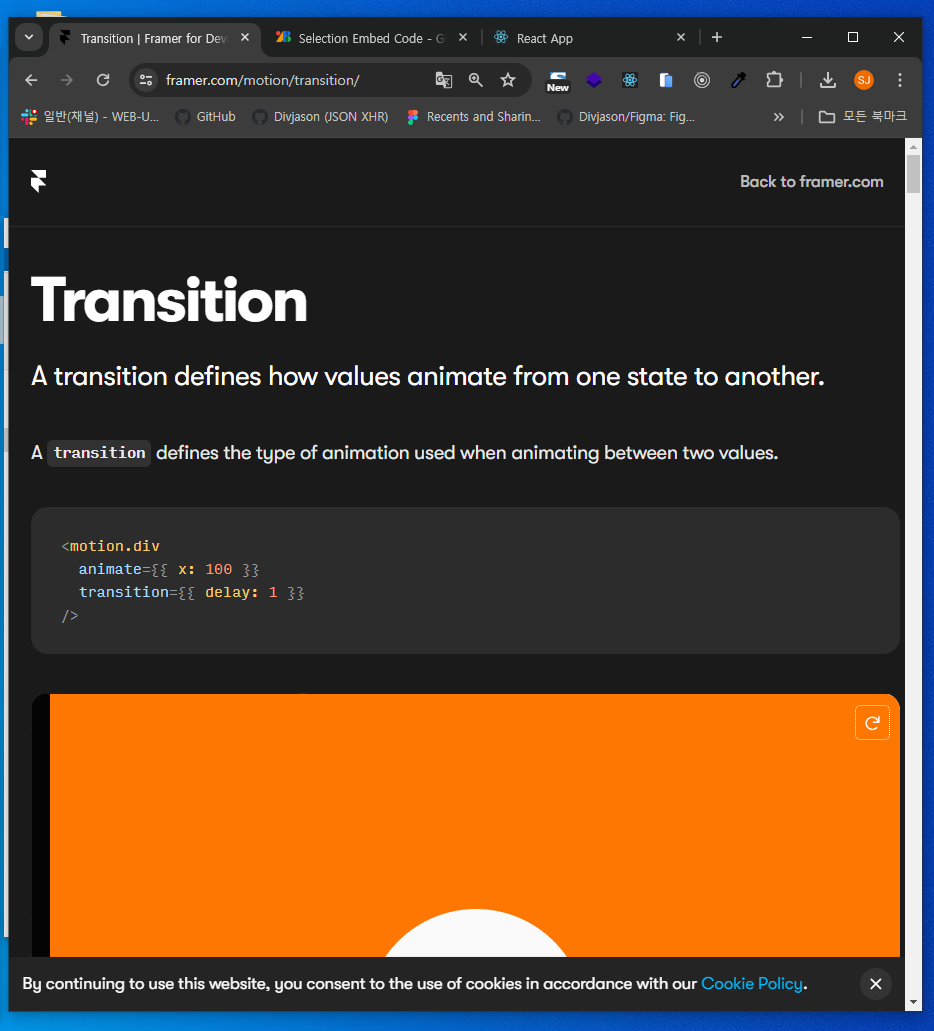 Transition | Framer for Dev
Selection Embed Code - G
React App
framer.com/motion/transition/
New
SJ
일반(채널) - WEB-U...
GitHub
Divjason (JSON XHR)
Recents and Sharin...
Divjason/Figma: Fig...
모든 북마크
Back to framer.com
Transition
A transition defines how values animate from one state to another.
A transition defines the type of animation used when animating between two values.
<motion.div
animate={{ x: 100 }}
transition={{ delay: 1 }}
/>
By continuing to use this website, you consent to the use of cookies in accordance with our Cookie Policy.